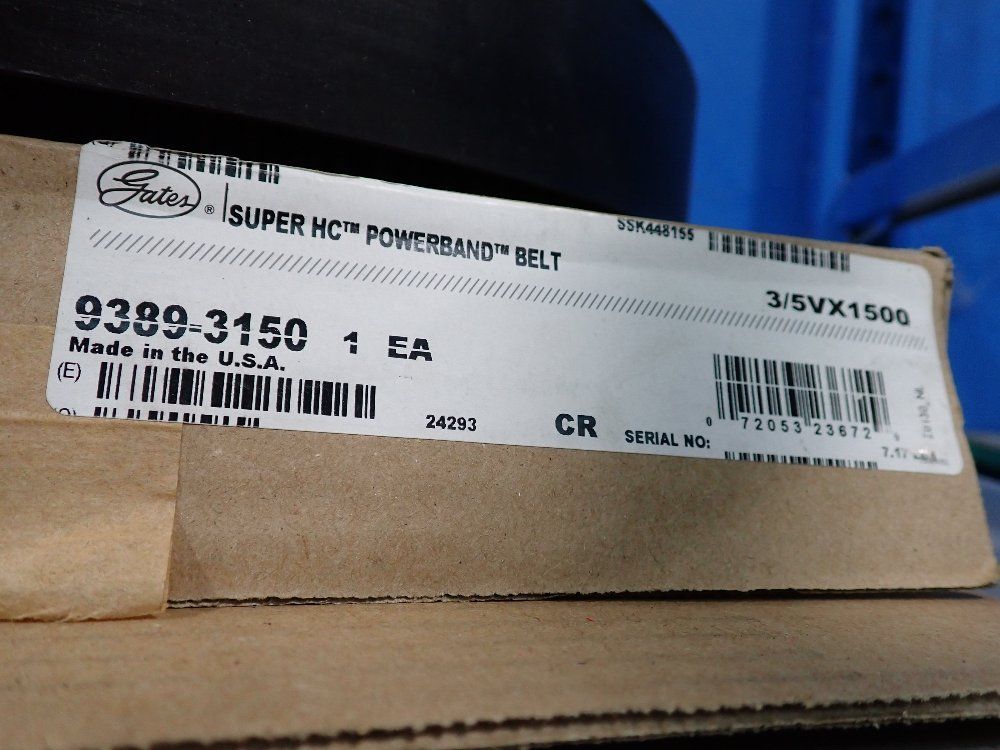 Gates ®
SUPER HC™ POWERBAND™ BELT
SSK448155
3/5VX1500
9389-3150 1 EA
Made in the U.S.A.
(E)
24293
CR
SERIAL NO:
0 72053 23672